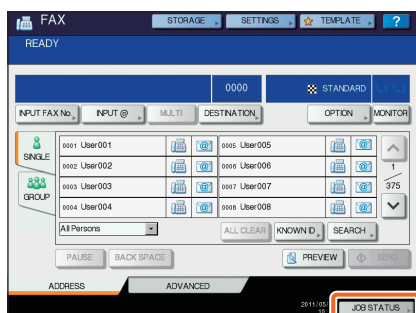 FAX STORAGE SETTINGS TEMPLATE ?
READY
0000 STANDARD
INPUT FAX No. INPUT @ MULTI DESTINATION OPTION MONITOR
SINGLE
GROUP
0001 User001 0005 User005
0002 User002 0006 User006
0003 User003 0007 User007
0004 User004 0008 User008
1
375
All Persons ALL CLEAR KNOWN ID SEARCH
PAUSE BACK SPACE PREVIEW SEND
ADDRESS ADVANCED
2011/05/
10 JOB STATUS